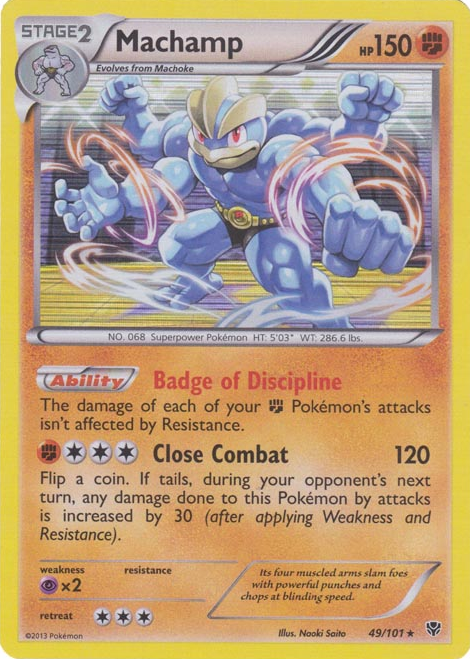 STAGE2
Machamp
HP150
Evolves from Machoke
NO. 068 Superpower Pokémon HT: 5'03" WT: 286.6 lbs.
Ability Badge of Discipline
The damage of each of your Pokémon's attacks
isn't affected by Resistance.
Close Combat 120
Flip a coin. If tails, during your opponent's next
turn, any damage done to this Pokémon by attacks
is increased by 30 (after applying Weakness and
Resistance).
weakness resistance
×2
retreat
Its four muscled arms slam foes
with powerful punches and
chops at blinding speed.
©2013 Pokémon
Illus. Naoki Saito
49/101★